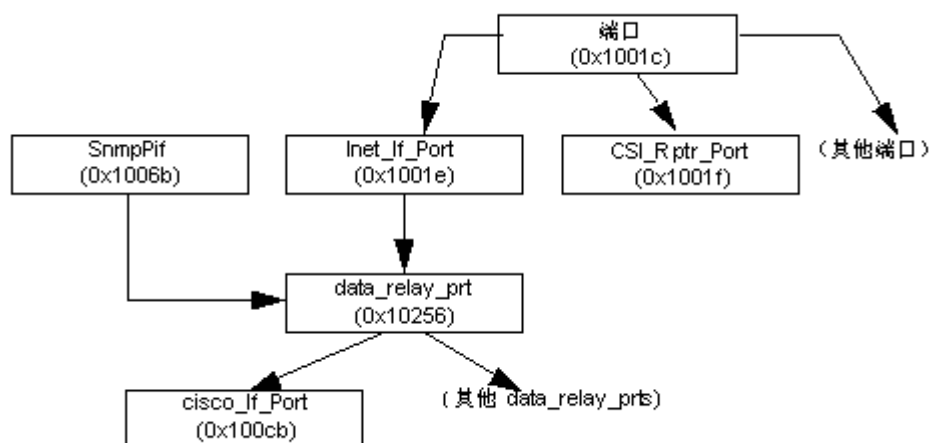 端口
(0x1001c)
SnmpPif
(0x1006b)
Inet_If_Port
(0x1001e)
CSI_Rptr_Port
(0x1001f)
(其他端口)
data_relay_prt
(0x10256)
cisco_If_Port
(0x100cb)
(其他 data_relay_prts)